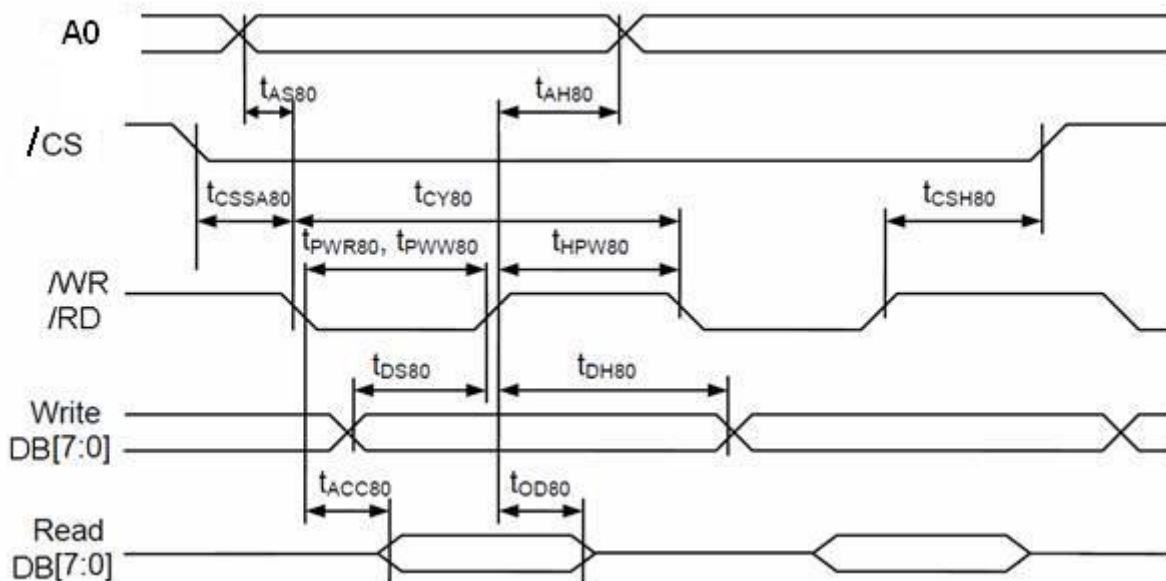 A0
tAS80
tAH80
/CS
tCSSA80
tCY80
tCSH80
tPWR80, tPWW80
tHPW80
/WR
/RD
tDS80
tDH80
Write
DB[7:0]
tACC80
tOD80
Read
DB[7:0]